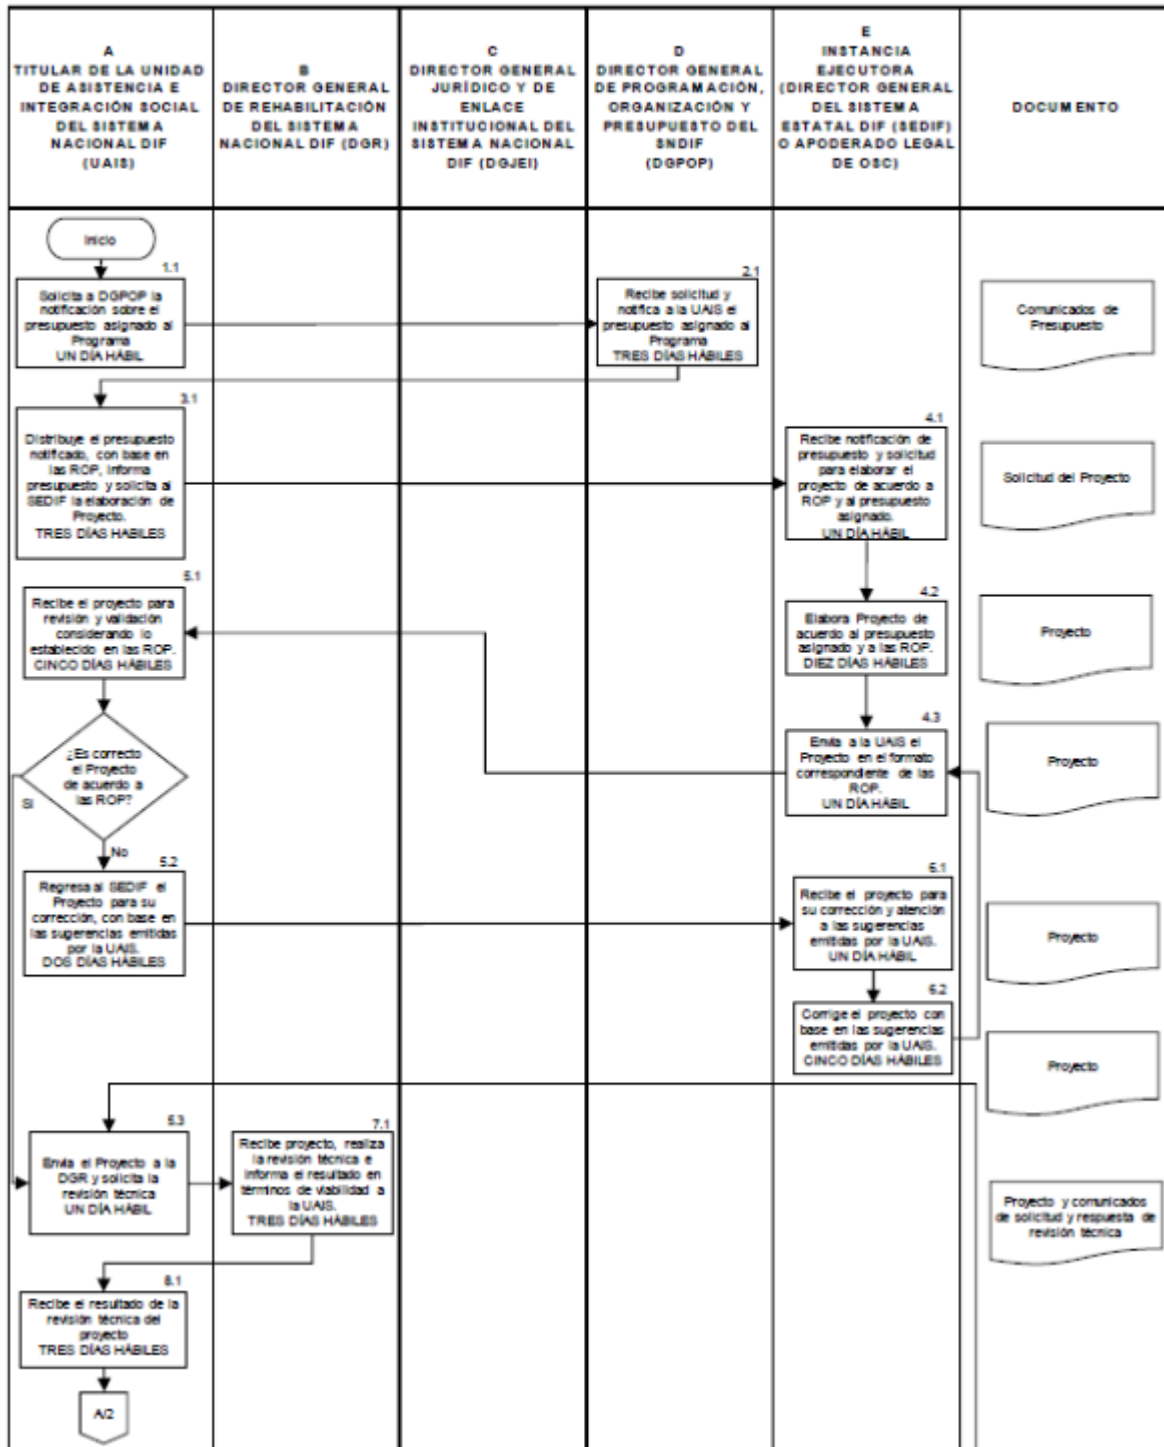 A
TITULAR DE LA UNIDAD
DE ASISTENCIA E
INTEGRACIÓN SOCIAL
DEL SISTEMA
NACIONAL DIF
(UAIS)
B
DIRECTOR GENERAL
DE REHABILITACIÓN
DEL SISTEMA
NACIONAL DIF (DGR)
C
DIRECTOR GENERAL
JURÍDICO Y DE
ENLACE
INSTITUCIONAL DEL
SISTEMA NACIONAL
DIF (DGJEI)
D
DIRECTOR GENERAL
DE PROGRAMACIÓN,
ORGANIZACIÓN Y
PRESUPUESTO DEL
SNDIF
(DGPOP)
E
INSTANCIA
EJECUTORA
(DIRECTOR GENERAL
DEL SISTEMA
ESTATAL DIF (SEDIF)
O APODERADO LEGAL
DE OSC)
DOCUMENTO
Inicio
1.1
Solicita a DGPOP la
notificación sobre el
presupuesto asignado al
Programa
UN DÍA HÁBIL
2.1
Recibe solicitud y
notifica a la UAIS el
presupuesto asignado al
Programa
TRES DÍAS HÁBILES
Comunicados de
Presupuesto
3.1
Distribuye el presupuesto
notificado, con base en
las ROP, informa
presupuesto y solicita al
SEDIF la elaboración de
Proyecto.
TRES DÍAS HABILES
4.1
Recibe notificación de
presupuesto y solicitud
para elaborar el
proyecto de acuerdo a
ROP y al presupuesto
asignado.
UN DÍA HÁBIL
Solicitud del Proyecto
5.1
Recibe el proyecto para
revisión y validación
considerando lo
establecido en las ROP.
CINCO DÍAS HÁBILES
4.2
Elabora Proyecto de
acuerdo al presupuesto
asignado y a las ROP.
DIEZ DÍAS HÁBILES
Proyecto
¿Es correcto
el Proyecto
de acuerdo a
las ROP?
Si
No
4.3
Envía a la UAIS el
Proyecto en el formato
correspondiente de las
ROP.
UN DÍA HÁBIL
Proyecto
5.2
Regresa al SEDIF el
Proyecto para su
corrección, con base en
las sugerencias emitidas
por la UAIS.
DOS DÍAS HÁBILES
6.1
Recibe el proyecto para
su corrección y atención
a las sugerencias
emitidas por la UAIS.
UN DÍA HÁBIL
Proyecto
6.2
Corrige el proyecto con
base en las sugerencias
emitidas por la UAIS.
CINCO DÍAS HÁBILES
Proyecto
5.3
Envía el Proyecto a la
DGR y solicita la
revisión técnica
UN DÍA HÁBIL
7.1
Recibe proyecto, realiza
la revisión técnica e
informa el resultado en
términos de viabilidad a
la UAIS.
TRES DÍAS HÁBILES
Proyecto y comunicados
de solicitud y respuesta de
revisión técnica
8.1
Recibe el resultado de la
revisión técnica del
proyecto
TRES DÍAS HÁBILES
A/2